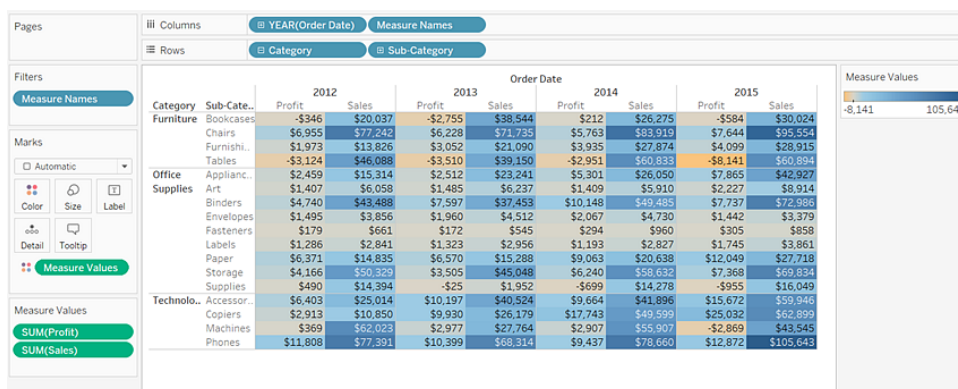 Pages
Columns YEAR(Order Date) Measure Names
Rows Category Sub-Category
Filters
Measure Names
Marks
Automatic
Color Size Label
Detail Tooltip
Measure Values
Measure Values
SUM(Profit)
SUM(Sales)
Order Date
2012 2013 2014 2015
Category Sub-Cate.. Profit Sales Profit Sales Profit Sales Profit Sales
Furniture Bookcases -$346 $20,037 -$2,755 $38,544 $212 $26,275 -$584 $30,024
Chairs $6,955 $77,242 $6,228 $71,735 $5,763 $83,919 $7,644 $95,554
Furnishi.. $1,973 $13,826 $3,052 $21,090 $3,935 $27,874 $4,099 $28,915
Tables -$3,124 $46,088 -$3,510 $39,150 -$2,951 $60,833 -$8,141 $60,894
Office Applianc.. $2,459 $15,314 $2,512 $23,241 $5,301 $26,050 $7,865 $42,927
Supplies Art $1,407 $6,058 $1,485 $6,237 $1,409 $5,910 $2,227 $8,914
Binders $4,740 $43,488 $7,597 $37,453 $10,148 $49,485 $7,737 $72,986
Envelopes $1,495 $3,856 $1,960 $4,512 $2,067 $4,730 $1,442 $3,379
Fasteners $179 $661 $172 $545 $294 $960 $305 $858
Labels $1,286 $2,841 $1,323 $2,956 $1,193 $2,827 $1,745 $3,861
Paper $6,371 $14,835 $6,570 $15,288 $9,063 $20,638 $12,049 $27,718
Storage $4,166 $50,329 $3,505 $45,048 $6,240 $58,632 $7,368 $69,834
Supplies $490 $14,394 -$25 $1,952 -$699 $14,278 -$955 $16,049
Technolo.. Accessor.. $6,403 $25,014 $10,197 $40,524 $9,664 $41,896 $15,672 $59,946
Copiers $2,913 $10,850 $9,930 $26,179 $17,743 $49,599 $25,032 $62,899
Machines $369 $62,023 $2,977 $27,764 $2,907 $55,907 -$2,869 $43,545
Phones $11,808 $77,391 $10,399 $68,314 $9,437 $78,660 $12,872 $105,643
Measure Values
-8,141 105,64